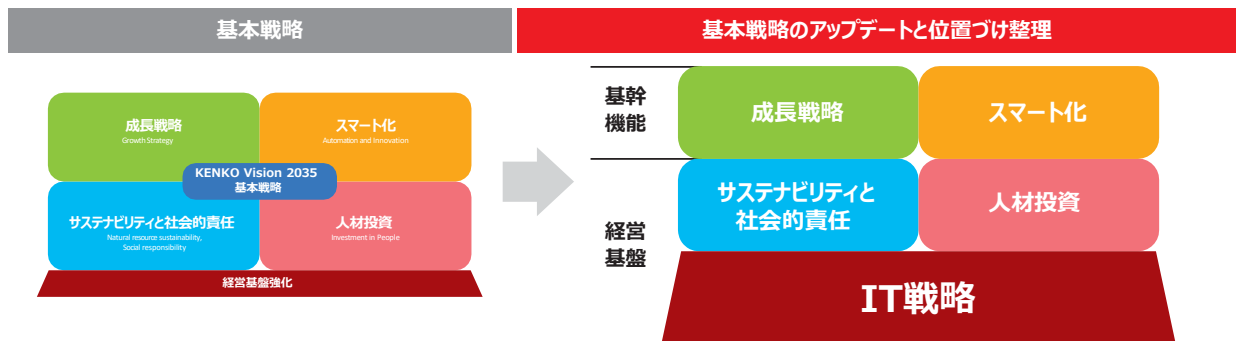 基本戦略
成長戦略
Growth Strategy
スマート化
Automation and Innovation
KENKO Vision 2035
基本戦略
サステナビリティと社会的責任
Natural resource sustainability,
Social responsibility
人材投資
Investment in People
経営基盤強化
基本戦略のアップデートと位置づけ整理
基幹
機能
成長戦略
スマート化
経営
基盤
サステナビリティと
社会的責任
人材投資
IT戦略